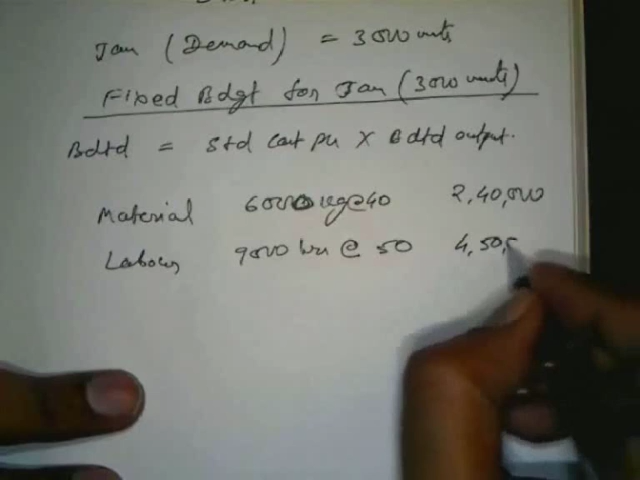 Jan (Demand) = 3000 units
Fixed Bdgt for Jan (3000 units)
Bdtd = Std Cost pu X Bdtd output.
Material 6000 kg@40 2,40,000
Labour 9000 hrs @ 50 4,50,